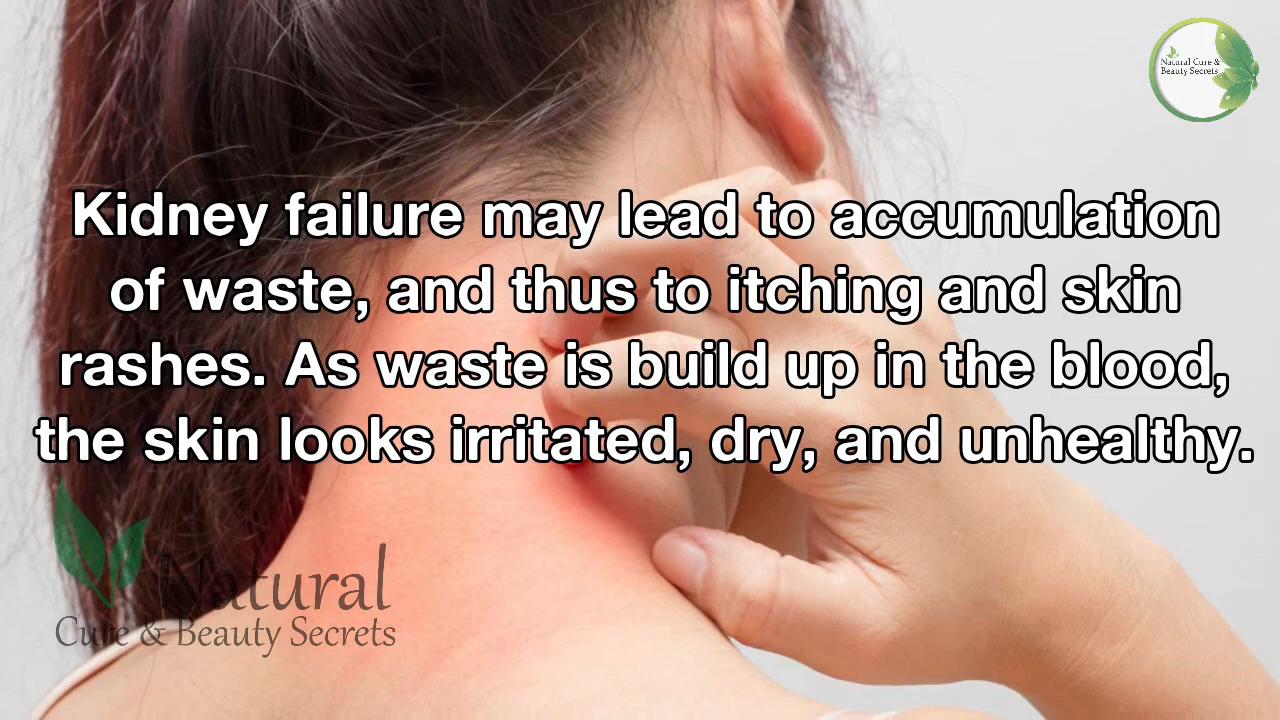 Natural Cure &
Beauty Secrets
Kidney failure may lead to accumulation
of waste, and thus to itching and skin
rashes. As waste is build up in the blood,
the skin looks irritated, dry, and unhealthy.
Natural
Cure & Beauty Secrets